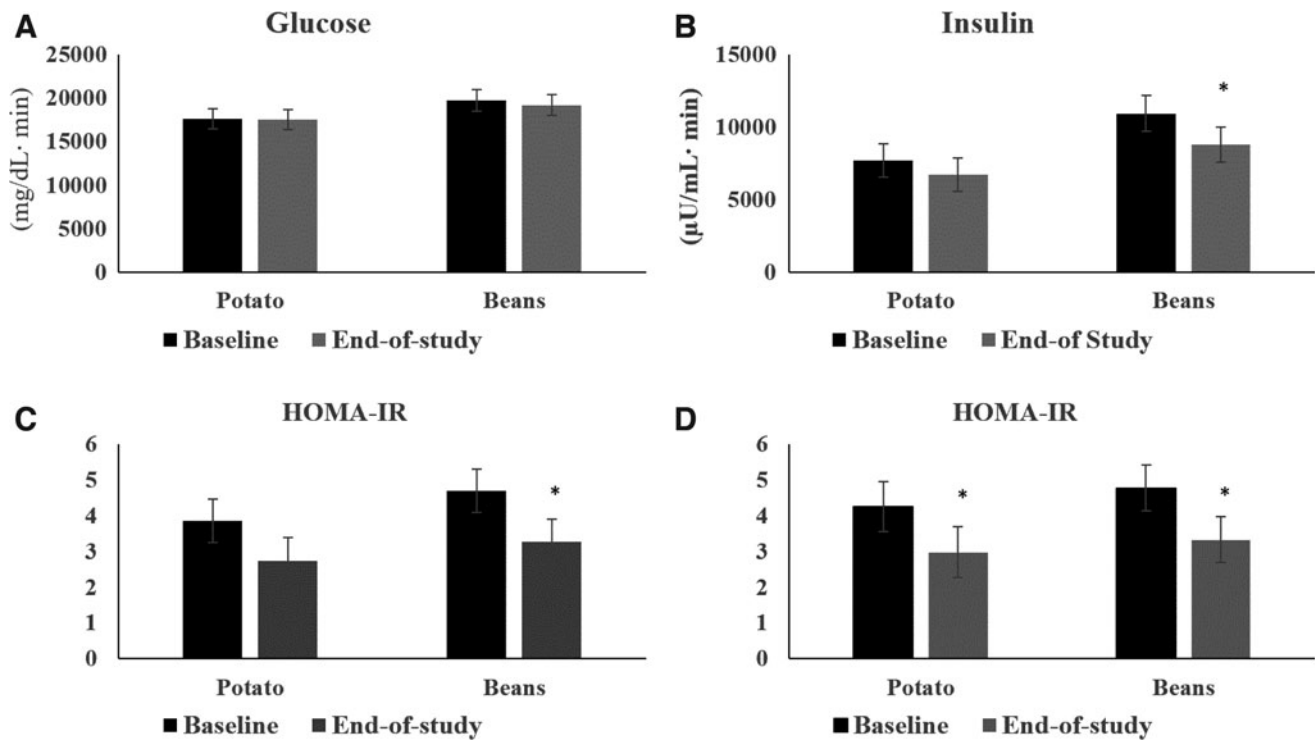 A
Glucose
25000
20000
15000
10000
5000
0
(mg/dL· min)
Potato
Beans
Baseline
End-of-study
B
Insulin
15000
10000
5000
0
(µU/mL· min)
*
Potato
Beans
Baseline
End-of Study
C
HOMA-IR
6
5
4
3
2
1
0
*
Potato
Beans
Baseline
End-of-study
D
HOMA-IR
6
5
4
3
2
1
0
*
*
Potato
Beans
Baseline
End-of-study